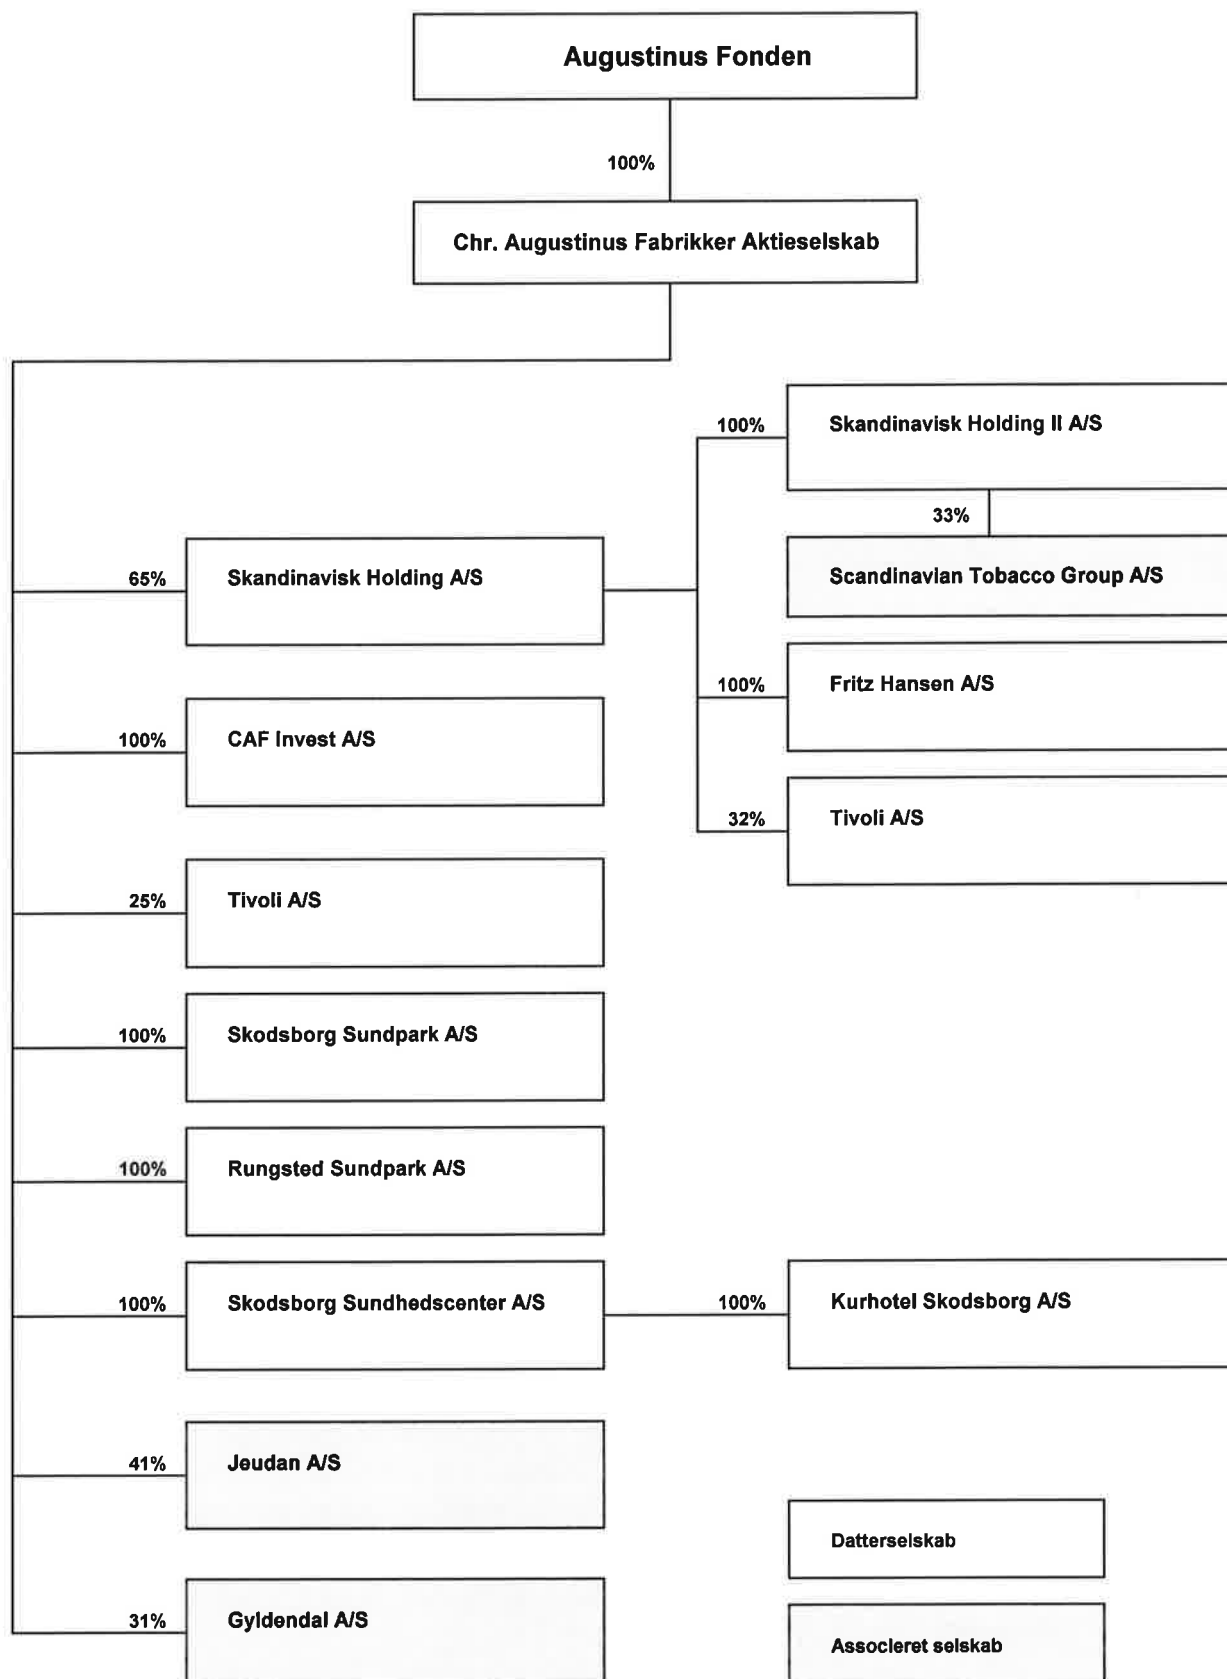 Augustinus Fonden
100%
Chr. Augustinus Fabrikker Aktieselskab
100%
Skandinavisk Holding II A/S
33%
Scandinavian Tobacco Group A/S
65%
Skandinavisk Holding A/S
100%
Fritz Hansen A/S
100%
CAF Invest A/S
32%
Tivoli A/S
25%
Tivoli A/S
100%
Skodsborg Sundpark A/S
100%
Rungsted Sundpark A/S
100%
Skodsborg Sundhedscenter A/S
100%
Kurhotel Skodsborg A/S
41%
Jeudan A/S
Datterselskab
31%
Gyldendal A/S
Associeret selskab